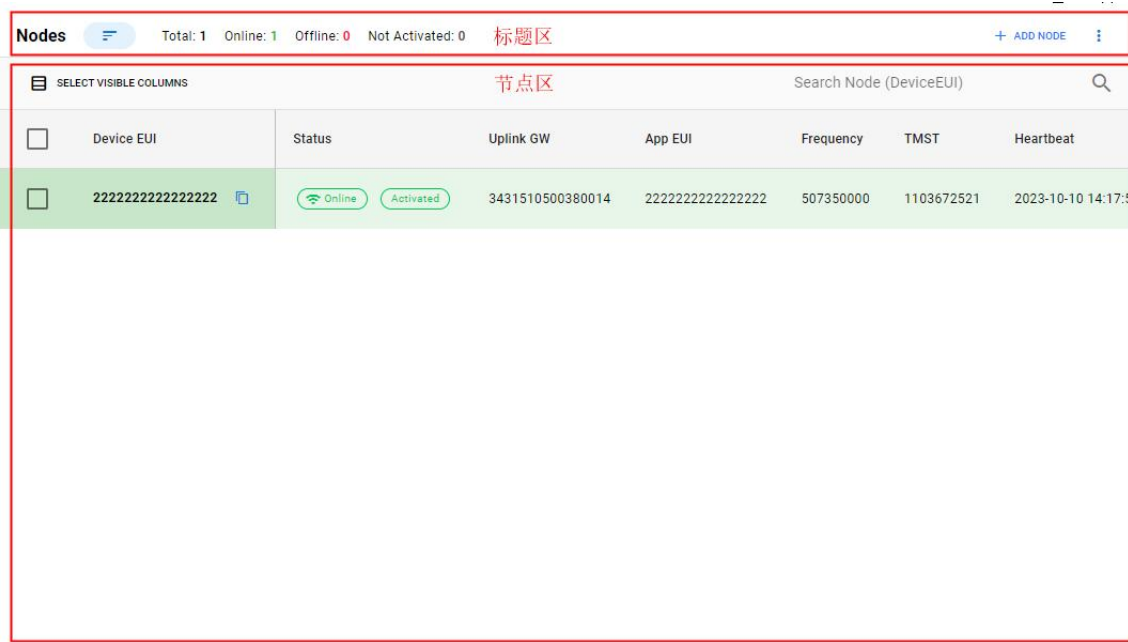 Nodes Total: 1 Online: 1 Offline: 0 Not Activated: 0 标题区 + ADD NODE
SELECT VISIBLE COLUMNS 节点区 Search Node (DeviceEUI)
Device EUI Status Uplink GW App EUI Frequency TMST Heartbeat
2222222222222222 Online Activated 3431510500380014 2222222222222222 507350000 1103672521 2023-10-10 14:17:5